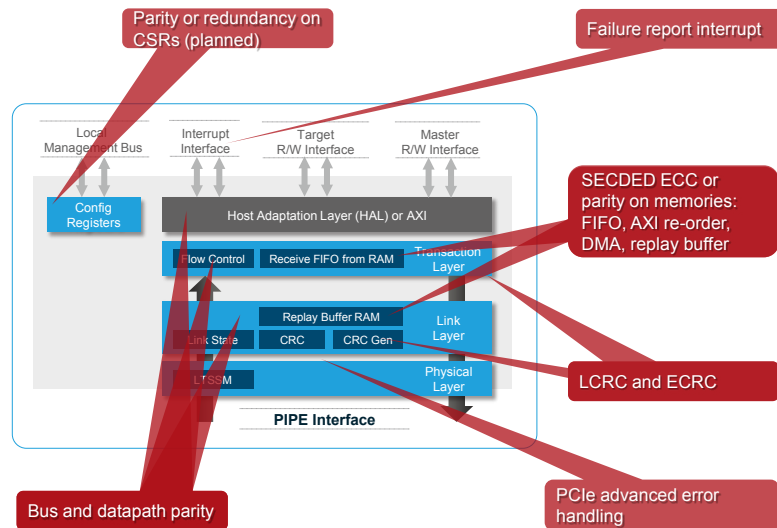 Parity or redundancy on
CSRs (planned)
Failure report interrupt
Local
Management Bus
Interrupt
Interface
Target
R/W Interface
Master
R/W Interface
Config
Registers
Host Adaptation Layer (HAL) or AXI
SECDED ECC or
parity on memories:
FIFO, AXI re-order,
DMA, replay buffer
Flow Control
Receive FIFO from RAM
Transaction
Layer
Replay Buffer RAM
Link State
CRC
CRC Gen
Link
Layer
LTSSM
Physical
Layer
LCRC and ECRC
PIPE Interface
Bus and datapath parity
PCIe advanced error
handling